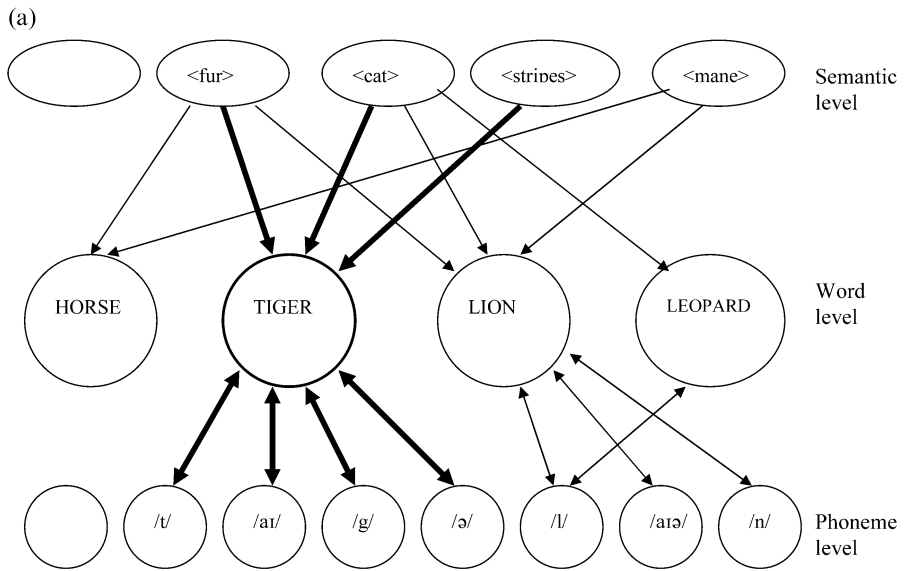 (a)
<fur>
<cat>
<stripes>
<mane>
Semantic
level
HORSE
TIGER
LION
LEOPARD
Word
level
/t/
/aɪ/
/g/
/ə/
/l/
/aɪə/
/n/
Phoneme
level